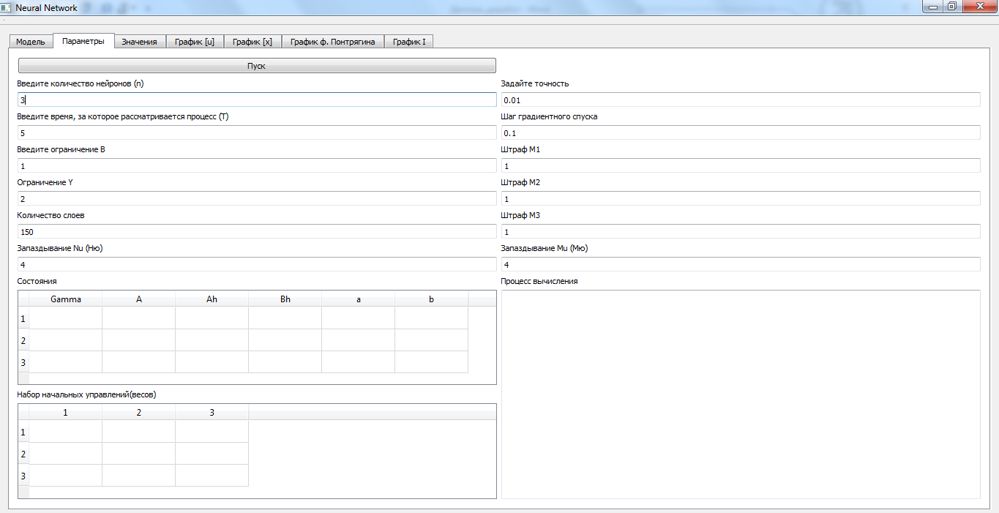 Neural Network
Модель Параметры Значения График [u] График [x] График ф. Понтрягина График I
Пуск
Введите количество нейронов (n)
3
Введите время, за которое рассматривается процесс (T)
5
Введите ограничение B
1
Ограничение Y
2
Количество слоев
150
Запаздывание Nu (Ню)
4
Состояния
Gamma A Ah Bh a b
1
2
3
Набор начальных управлений(весов)
1 2 3
1
2
3
Задайте точность
0.01
Шаг градиентного спуска
0.1
Штраф M1
1
Штраф M2
1
Штраф M3
1
Запаздывание Mu (Мю)
4
Процесс вычисления